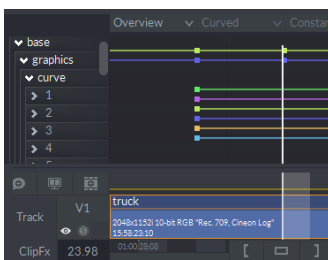 Overview Curved Constan
base
graphics
curve
1
2
3
4
Track V1
truck
2048x1152i 10-bit RGB "Rec. 709, Cineon Log"
15:58:23:10
ClipFx 23.98 01:00:28:08